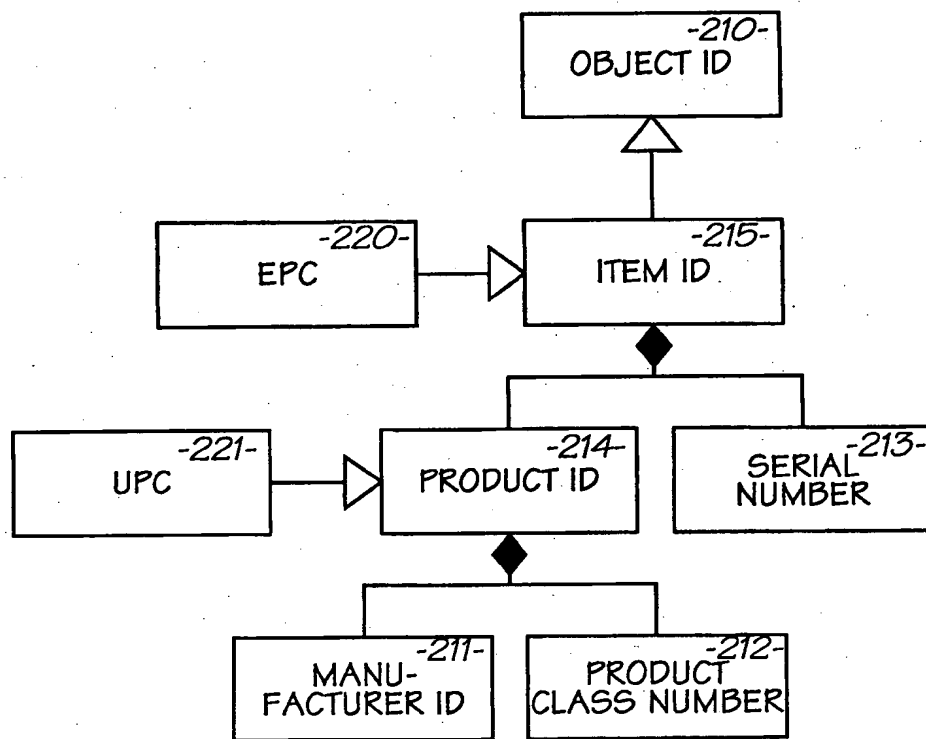 -210-
OBJECT ID
-220-
EPC
-215-
ITEM ID
-221-
UPC
-214-
PRODUCT ID
-213-
SERIAL
NUMBER
-211-
MANU-
FACTURER ID
-212-
PRODUCT
CLASS NUMBER